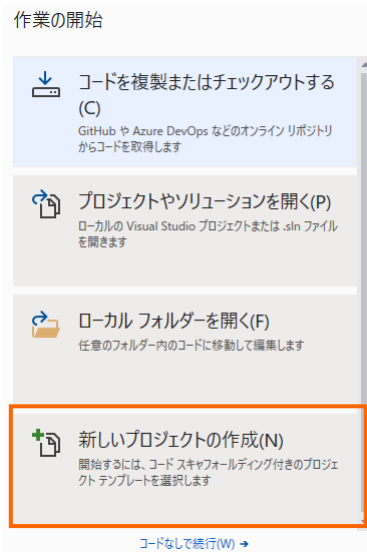 作業の開始
コードを複製またはチェックアウトする
(C)
GitHub や Azure DevOps などのオンライン リポジトリ
からコードを取得します
プロジェクトやソリューションを開く(P)
ローカルの Visual Studio プロジェクトまたは .sln ファイル
を開きます
ローカル フォルダーを開く(F)
任意のフォルダー内のコードに移動して編集します
新しいプロジェクトの作成(N)
開始するには、コード スキャフォールディング付きのプロジェ
クト テンプレートを選択します
コードなしで続行(W) →